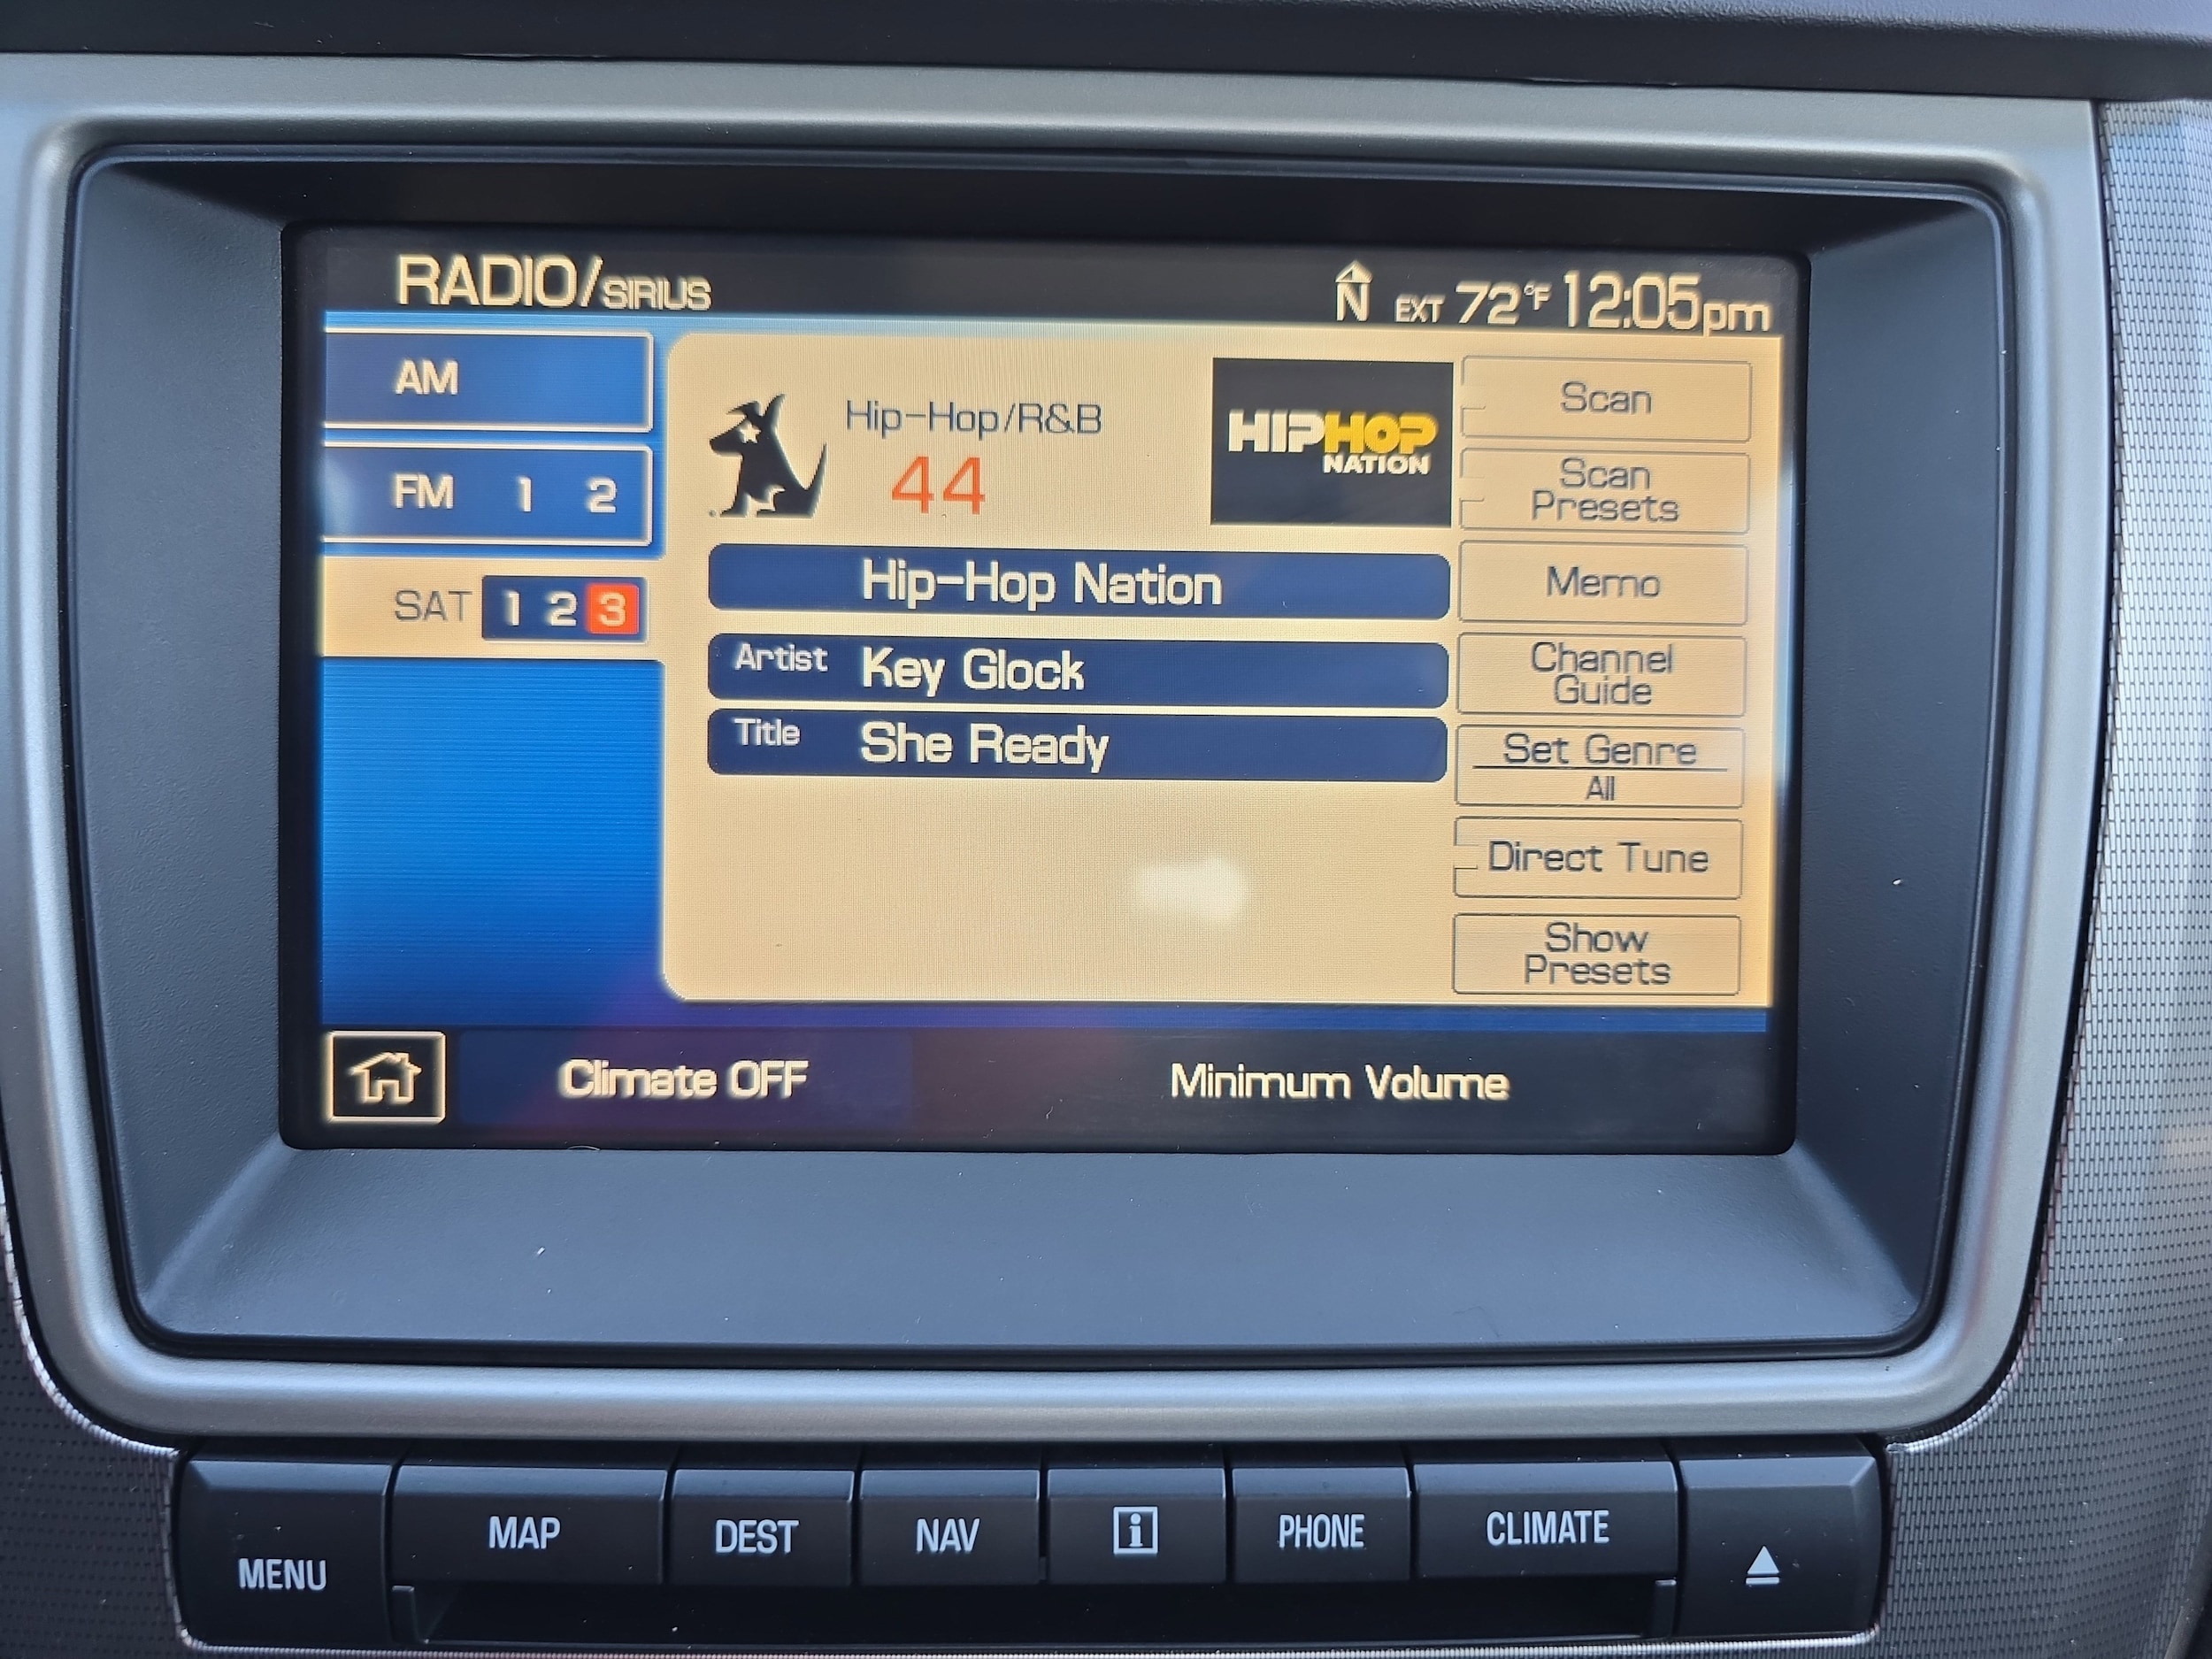 RADIO/SIRIUS
N EXT 72°F 12:05pm
AM
FM 1 2
SAT 1 2 3
Hip-Hop/R&B
44
HIPHOP
NATION
Hip-Hop Nation
Artist Key Glock
Title She Ready
Scan
Scan
Presets
Memo
Channel
Guide
Set Genre
All
Direct Tune
Show
Presets
Climate OFF
Minimum Volume
MENU
MAP
DEST
NAV
i
PHONE
CLIMATE